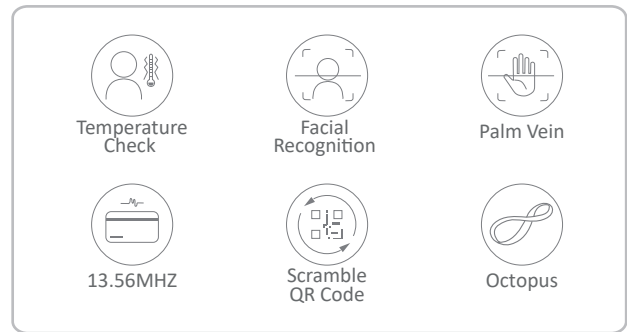 Temperature
Check
Facial
Recognition
Palm Vein
13.56MHZ
Scramble
QR Code
Octopus